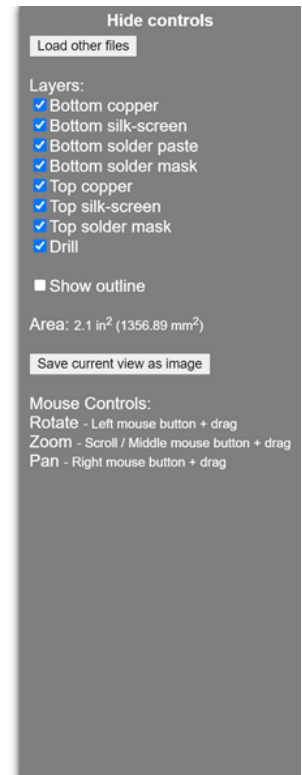 Hide controls
Load other files
Layers:
Bottom copper
Bottom silk-screen
Bottom solder paste
Bottom solder mask
Top copper
Top silk-screen
Top solder mask
Drill
Show outline
Area: 2.1 in² (1356.89 mm²)
Save current view as image
Mouse Controls:
Rotate - Left mouse button + drag
Zoom - Scroll / Middle mouse button + drag
Pan - Right mouse button + drag